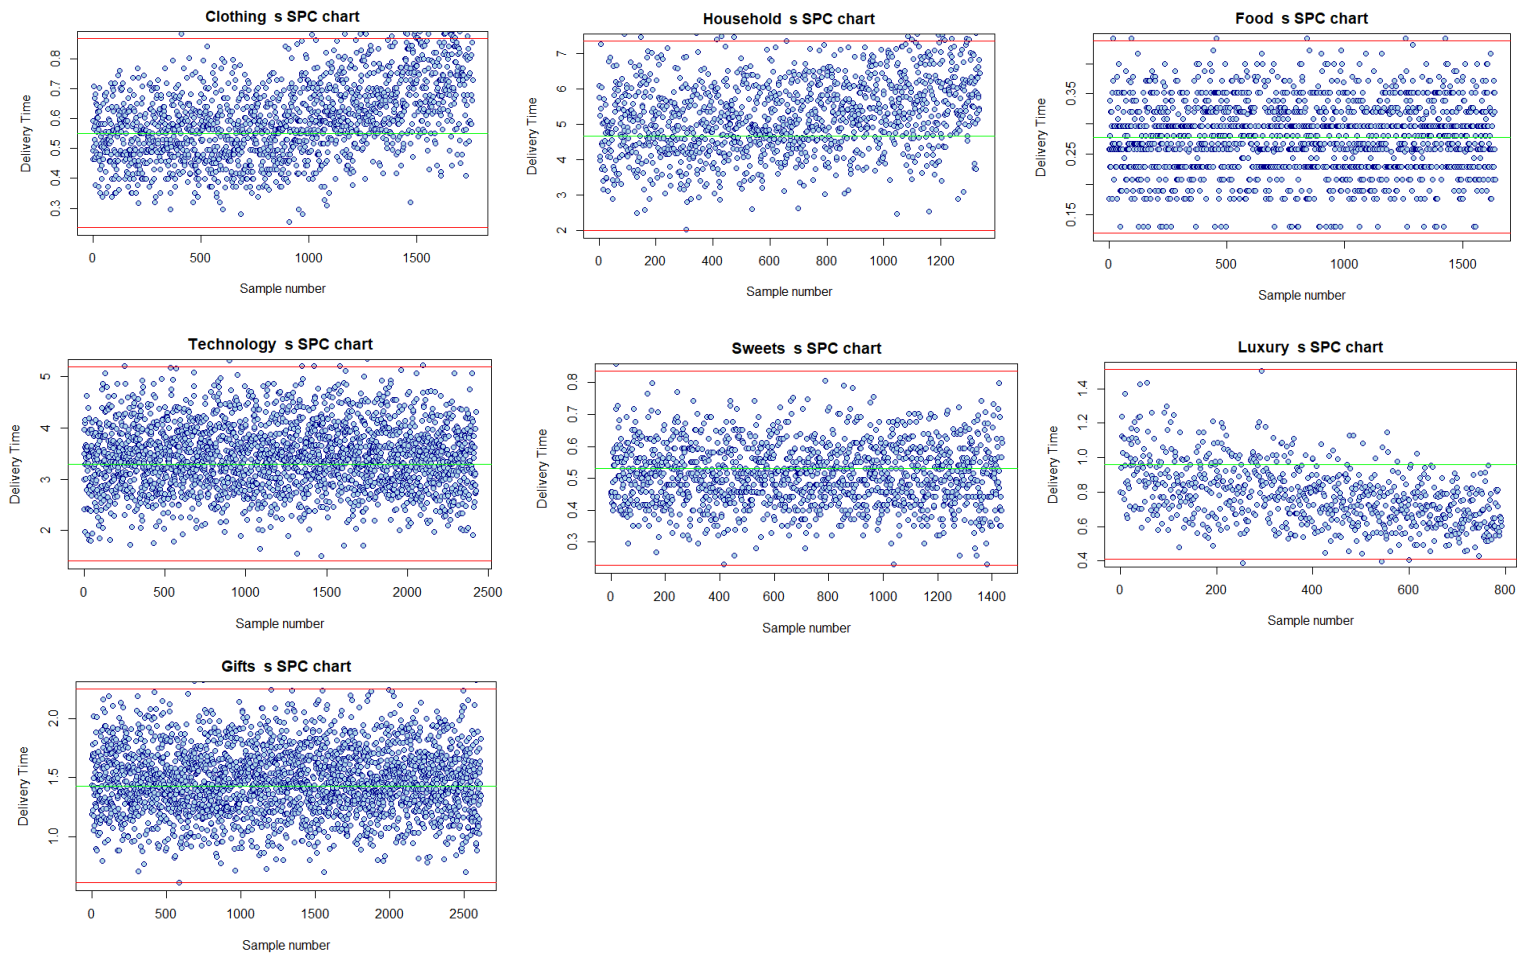 Clothing  s SPC chart
Delivery Time
0.3 0.4 0.5 0.6 0.7 0.8
0 500 1000 1500
Sample number
Household  s SPC chart
Delivery Time
2 3 4 5 6 7
0 200 400 600 800 1000 1200
Sample number
Food  s SPC chart
Delivery Time
0.15 0.25 0.35
0 500 1000 1500
Sample number
Technology  s SPC chart
Delivery Time
2 3 4 5
0 500 1000 1500 2000 2500
Sample number
Sweets  s SPC chart
Delivery Time
0.3 0.4 0.5 0.6 0.7 0.8
0 200 400 600 800 1000 1200 1400
Sample number
Luxury  s SPC chart
Delivery Time
0.4 0.6 0.8 1.0 1.2 1.4
0 200 400 600 800
Sample number
Gifts  s SPC chart
Delivery Time
1.0 1.5 2.0
0 500 1000 1500 2000 2500
Sample number